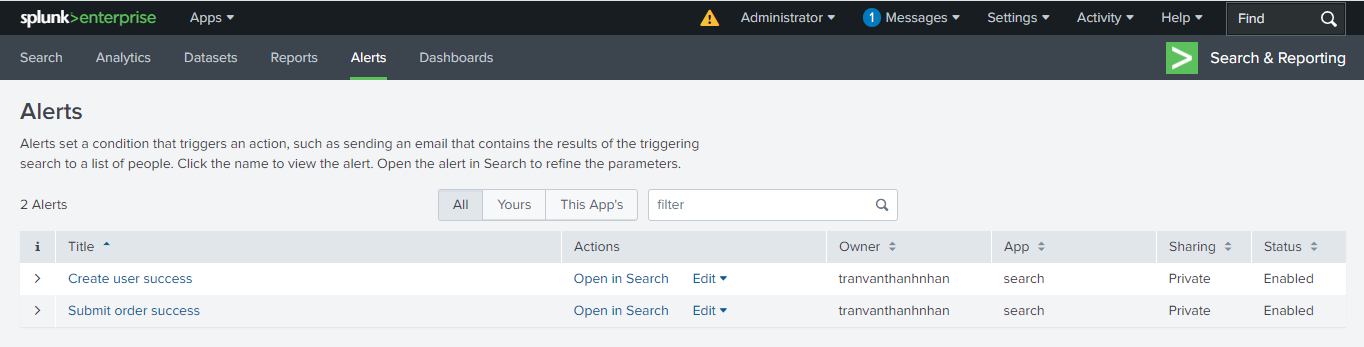 splunk>enterprise Apps Administrator 1 Messages Settings Activity Help Find
Search Analytics Datasets Reports Alerts Dashboards > Search & Reporting
Alerts
Alerts set a condition that triggers an action, such as sending an email that contains the results of the triggering
search to a list of people. Click the name to view the alert. Open the alert in Search to refine the parameters.
2 Alerts All Yours This App's filter
i Title Actions Owner App Sharing Status
> Create user success Open in Search Edit tranvanthanhnhan search Private Enabled
> Submit order success Open in Search Edit tranvanthanhnhan search Private Enabled